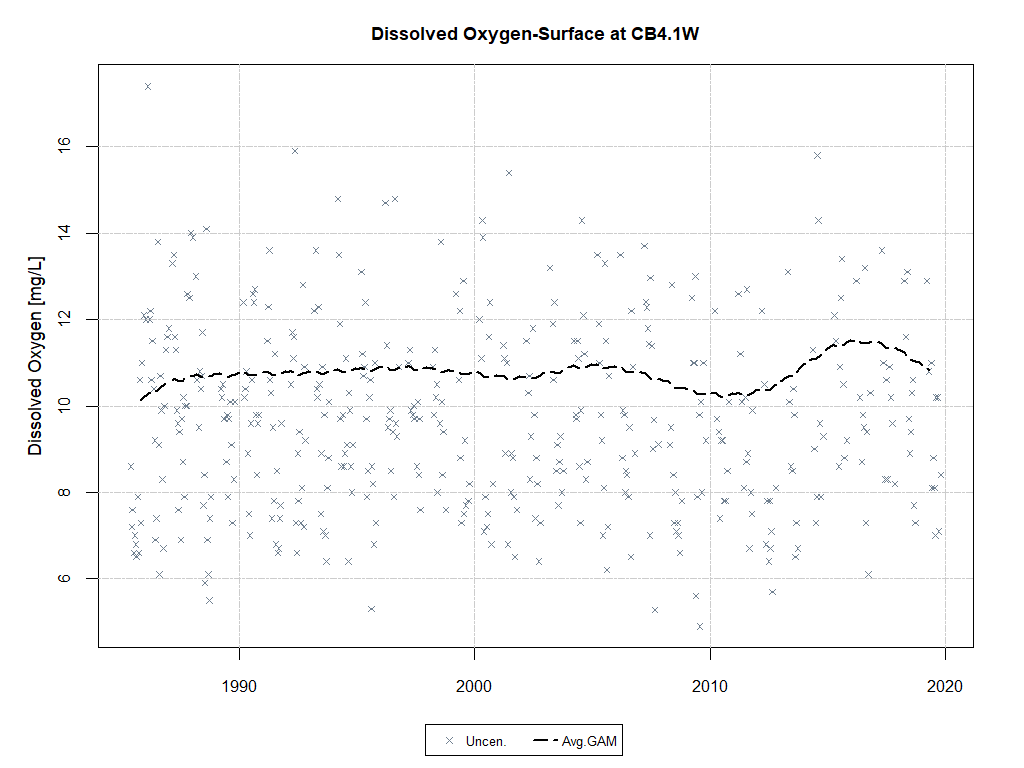 Dissolved Oxygen-Surface at CB4.1W
Dissolved Oxygen [mg/L]
16
14
12
10
8
6
1990
2000
2010
2020
Uncen.
Avg.GAM